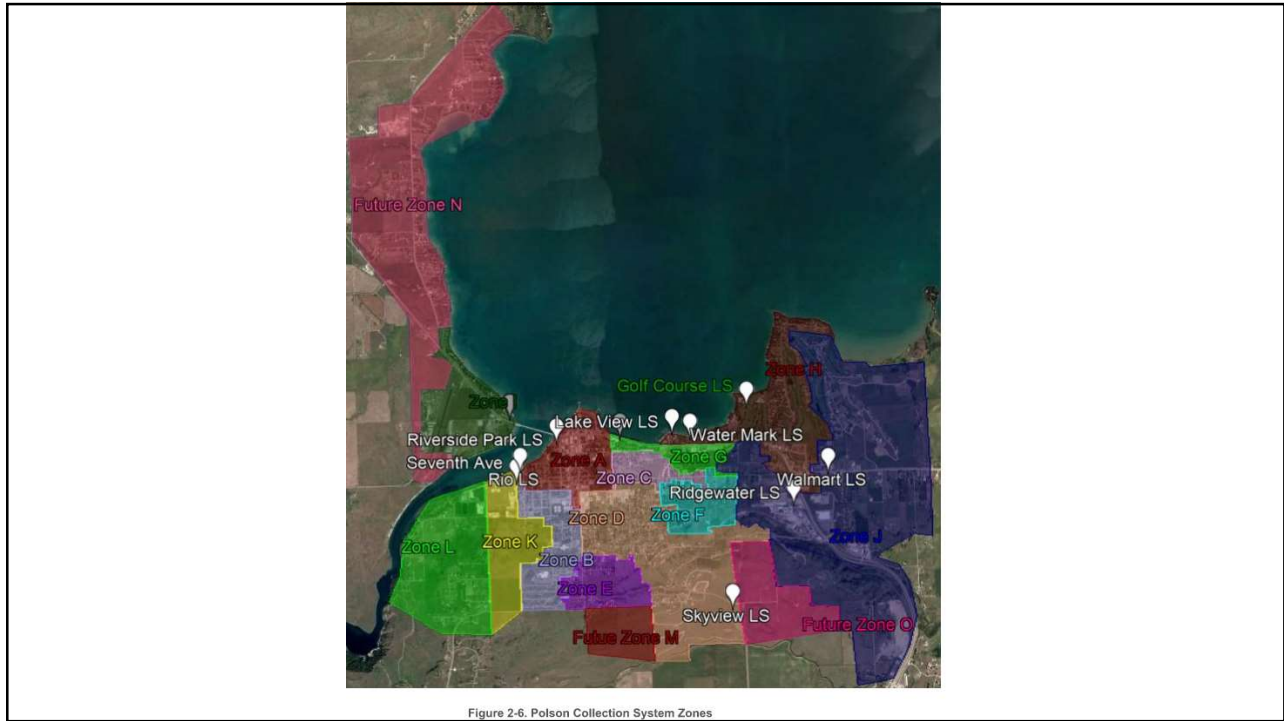 Future Zone N
Golf Course LS
Zone H
Zone I
Lake View LS
Riverside Park LS
Water Mark LS
Seventh Ave
Zone A
Zone G
Rio LS
Zone C
Walmart LS
Ridgewater LS
Zone F
Zone D
Zone J
Zone L
Zone K
Zone B
Zone E
Skyview LS
Futue Zone M
Future Zone O
Figure 2-6. Polson Collection System Zones